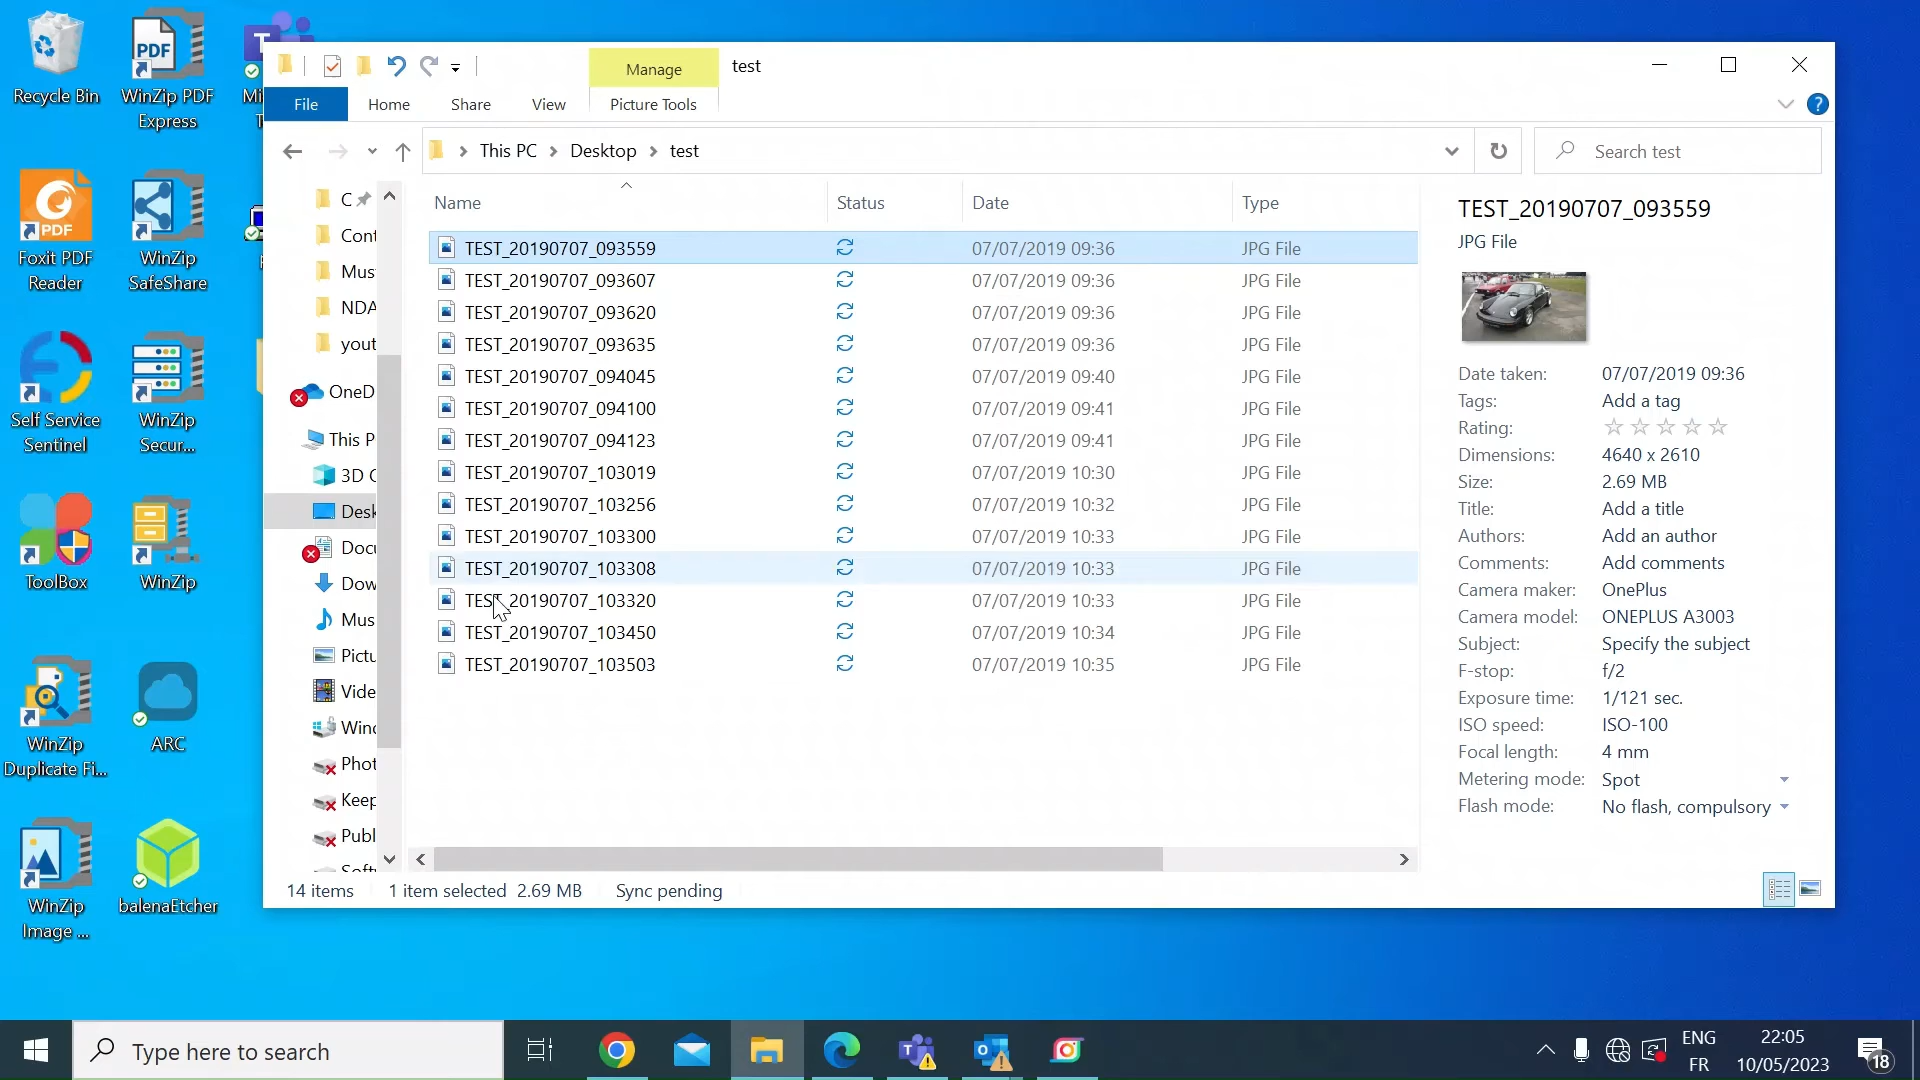 Recycle Bin
WinZip PDF
Express
PDF
T
Manage
test
File
Home
Share
View
Picture Tools
?
This PC
Desktop
test
Search test
Foxit PDF
Reader
PDF
WinZip
SafeShare
Self Service
Sentinel
WinZip
Secur...
ToolBox
WinZip
WinZip
Duplicate Fi...
ARC
WinZip
Image ...
balenaEtcher
C
Cont
Mus
NDA
yout
OneD
This P
3D C
Desk
Docu
Dow
Mus
Pictu
Vide
Winc
Phot
Keep
Publ
Name
Status
Date
Type
TEST_20190707_093559 07/07/2019 09:36 JPG File
TEST_20190707_093607 07/07/2019 09:36 JPG File
TEST_20190707_093620 07/07/2019 09:36 JPG File
TEST_20190707_093635 07/07/2019 09:36 JPG File
TEST_20190707_094045 07/07/2019 09:40 JPG File
TEST_20190707_094100 07/07/2019 09:41 JPG File
TEST_20190707_094123 07/07/2019 09:41 JPG File
TEST_20190707_103019 07/07/2019 10:30 JPG File
TEST_20190707_103256 07/07/2019 10:32 JPG File
TEST_20190707_103300 07/07/2019 10:33 JPG File
TEST_20190707_103308 07/07/2019 10:33 JPG File
TEST_20190707_103320 07/07/2019 10:33 JPG File
TEST_20190707_103450 07/07/2019 10:34 JPG File
TEST_20190707_103503 07/07/2019 10:35 JPG File
TEST_20190707_093559
JPG File
Date taken: 07/07/2019 09:36
Tags: Add a tag
Rating:
Dimensions: 4640 x 2610
Size: 2.69 MB
Title: Add a title
Authors: Add an author
Comments: Add comments
Camera maker: OnePlus
Camera model: ONEPLUS A3003
Subject: Specify the subject
F-stop: f/2
Exposure time: 1/121 sec.
ISO speed: ISO-100
Focal length: 4 mm
Metering mode: Spot
Flash mode: No flash, compulsory
14 items 1 item selected 2.69 MB Sync pending
Type here to search
ENG
FR
22:05
10/05/2023
18